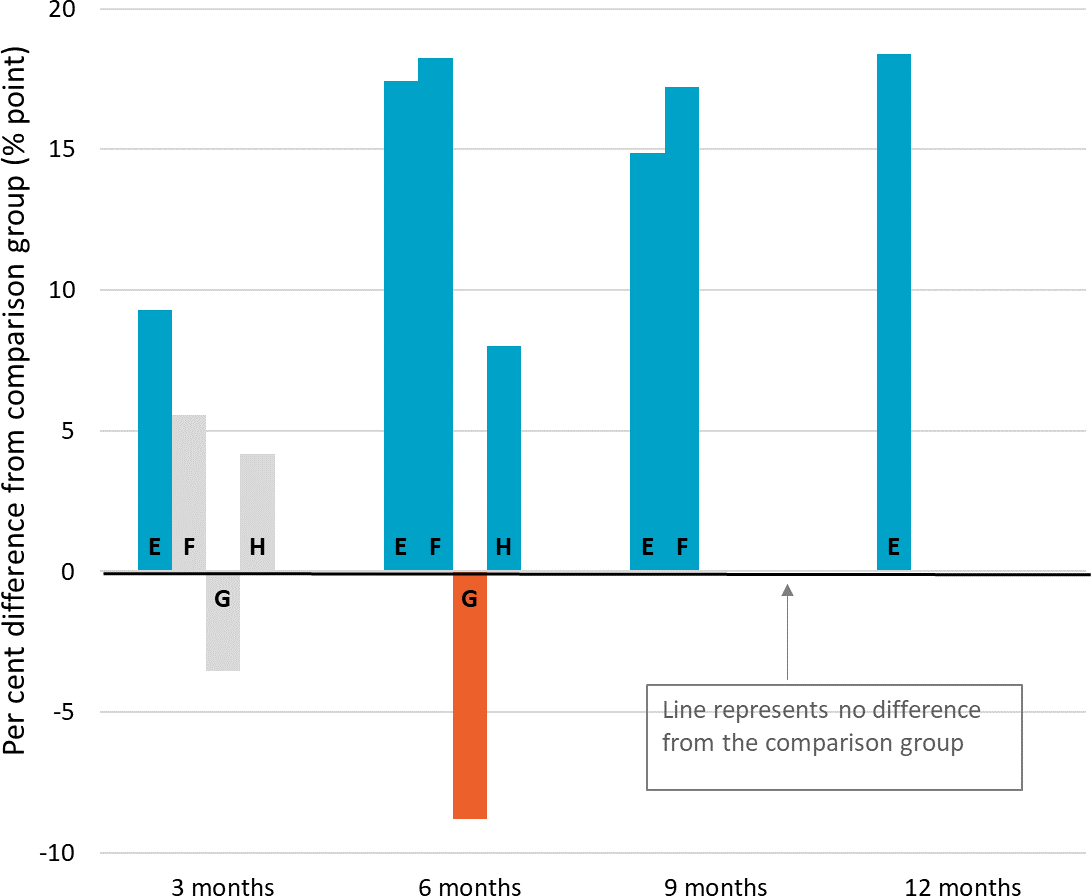 Per cent difference from comparison group (% point)
20
15
10
5
0
-5
-10
E
F
G
H
E
F
G
H
E
F
E
Line represents no difference
from the comparison group
3 months
6 months
9 months
12 months